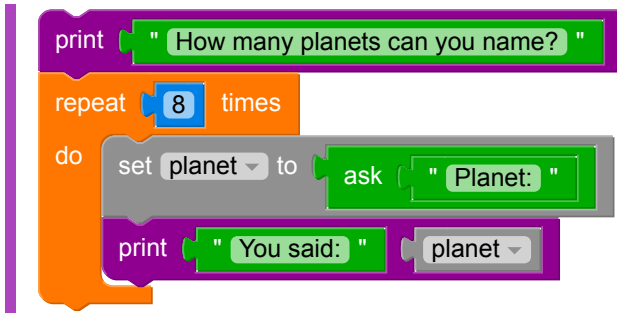 print " How many planets can you name? "
repeat 8 times
do set planet to ask " Planet: "
print " You said: " planet